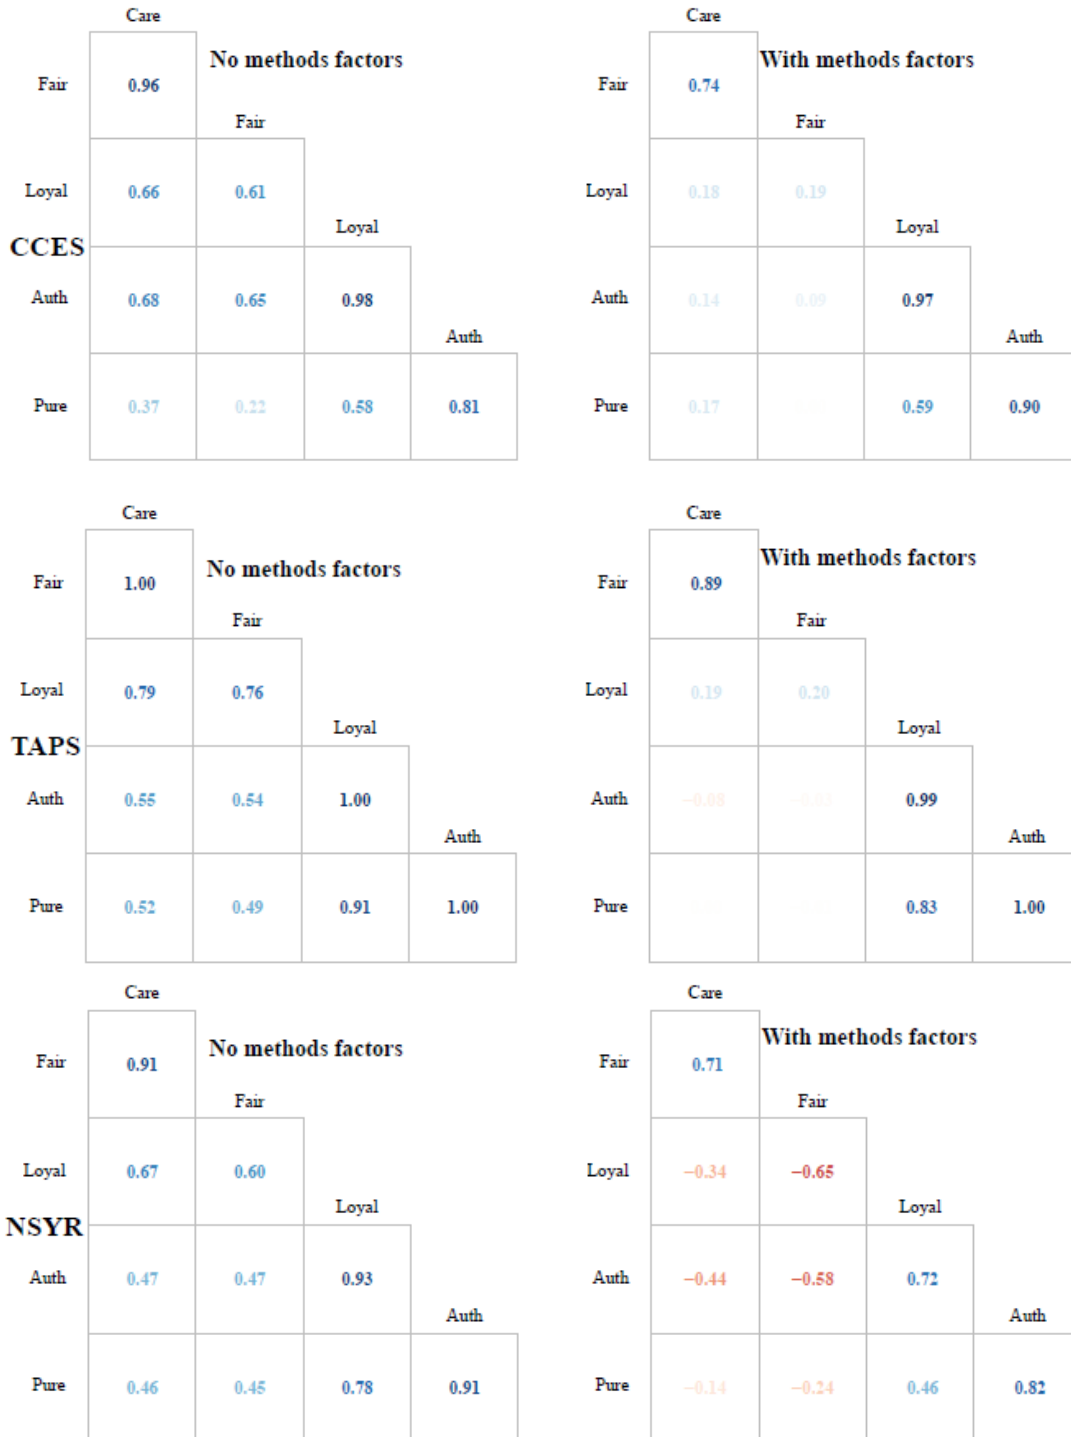 Care Care
No methods factors With methods factors
Fair 0.96 Fair 0.74
Fair Fair
Loyal 0.66 0.61 Loyal 0.18 0.19
Loyal Loyal
CCES
Auth 0.68 0.65 0.98 Auth 0.14 0.09 0.97
Auth Auth
Pure 0.37 0.22 0.58 0.81 Pure 0.17 0.59 0.90
Care Care
No methods factors With methods factors
Fair 1.00 Fair 0.89
Fair Fair
Loyal 0.79 0.76 Loyal 0.19 0.20
Loyal Loyal
TAPS
Auth 0.55 0.54 1.00 Auth −0.08 0.99
Auth Auth
Pure 0.52 0.49 0.91 1.00 Pure 0.83 1.00
Care Care
No methods factors With methods factors
Fair 0.91 Fair 0.71
Fair Fair
Loyal 0.67 0.60 Loyal −0.34 −0.65
Loyal Loyal
NSYR
Auth 0.47 0.47 0.93 Auth −0.44 −0.58 0.72
Auth Auth
Pure 0.46 0.45 0.78 0.91 Pure −0.14 −0.24 0.46 0.82